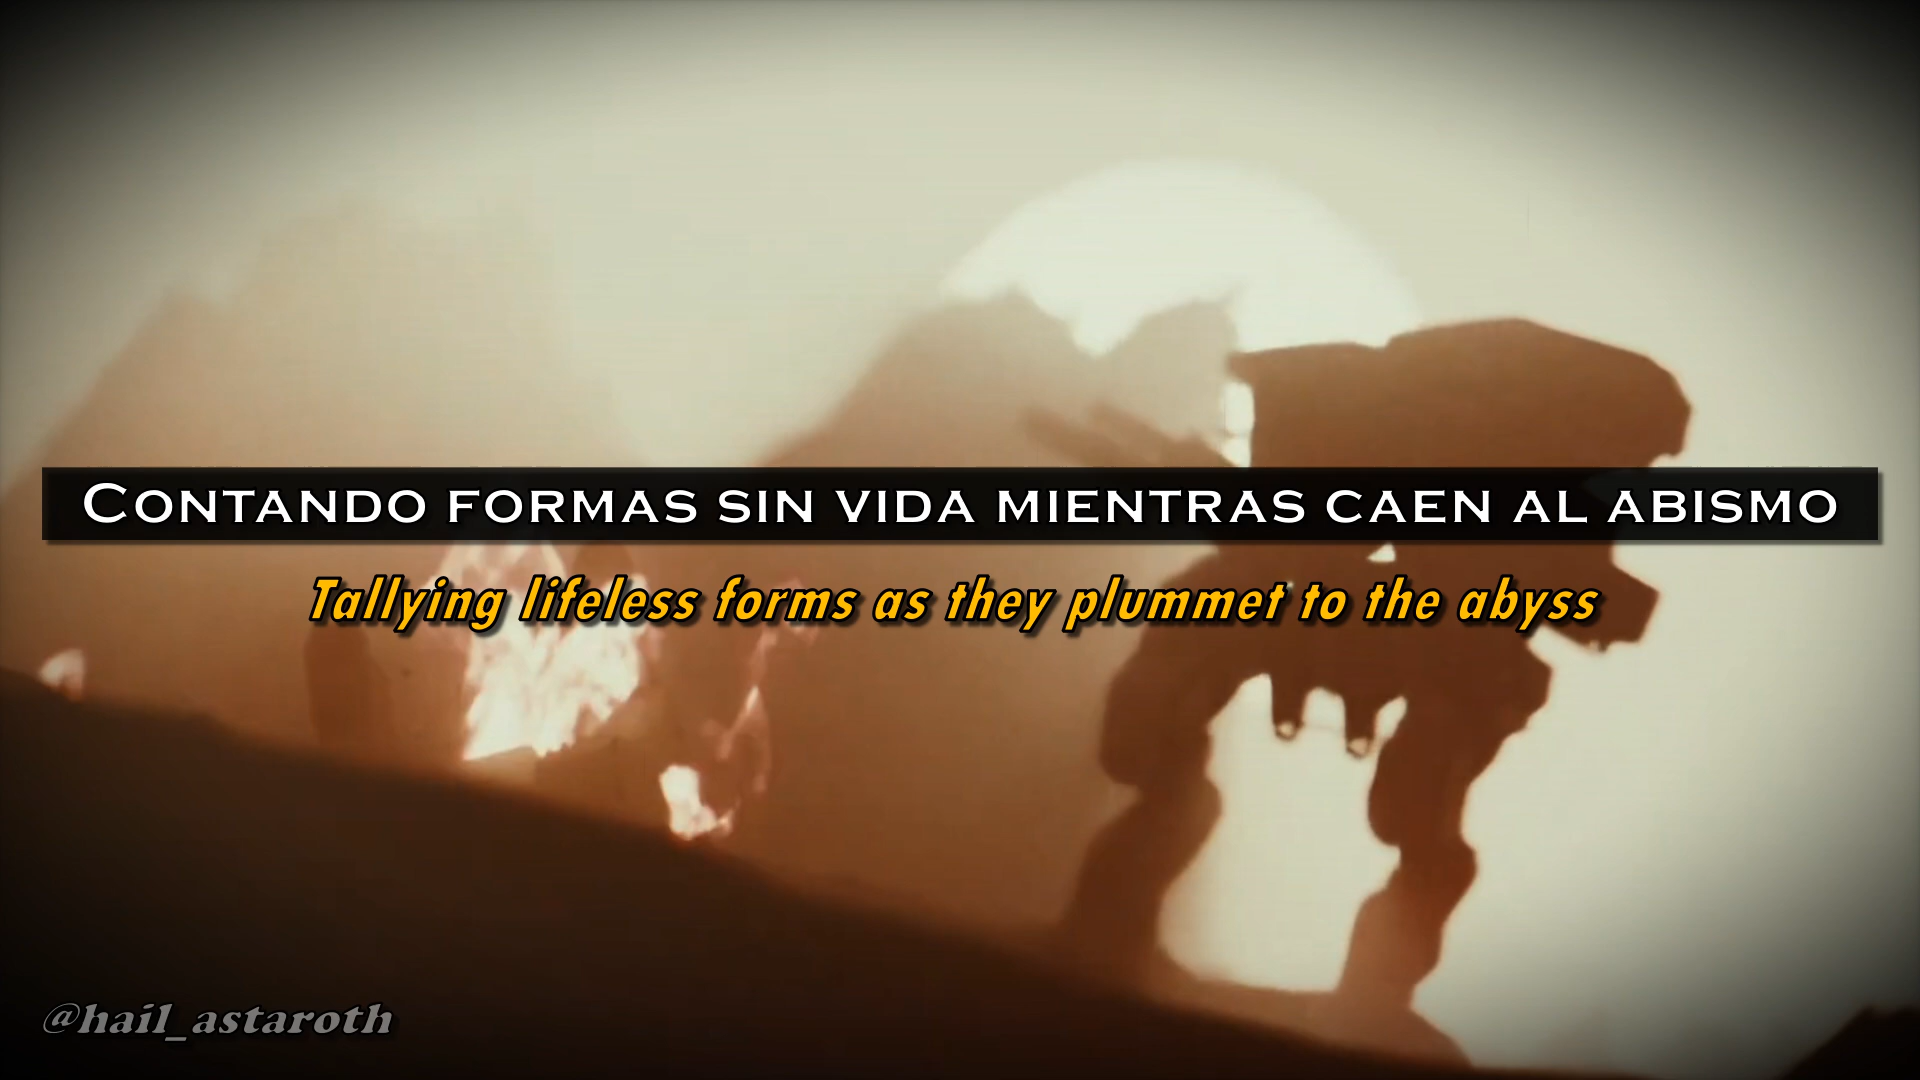 Contando formas sin vida mientras caen al abismo
Tallying lifeless forms as they plummet to the abyss
@hail_astaroth